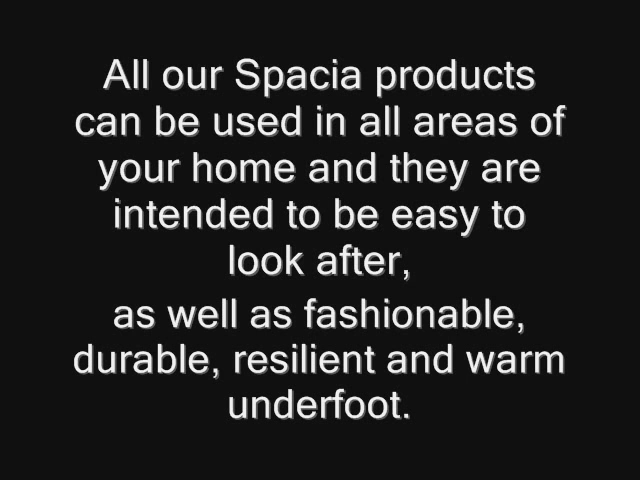 All our Spacia products
can be used in all areas of
your home and they are
intended to be easy to
look after,
as well as fashionable,
durable, resilient and warm
underfoot.